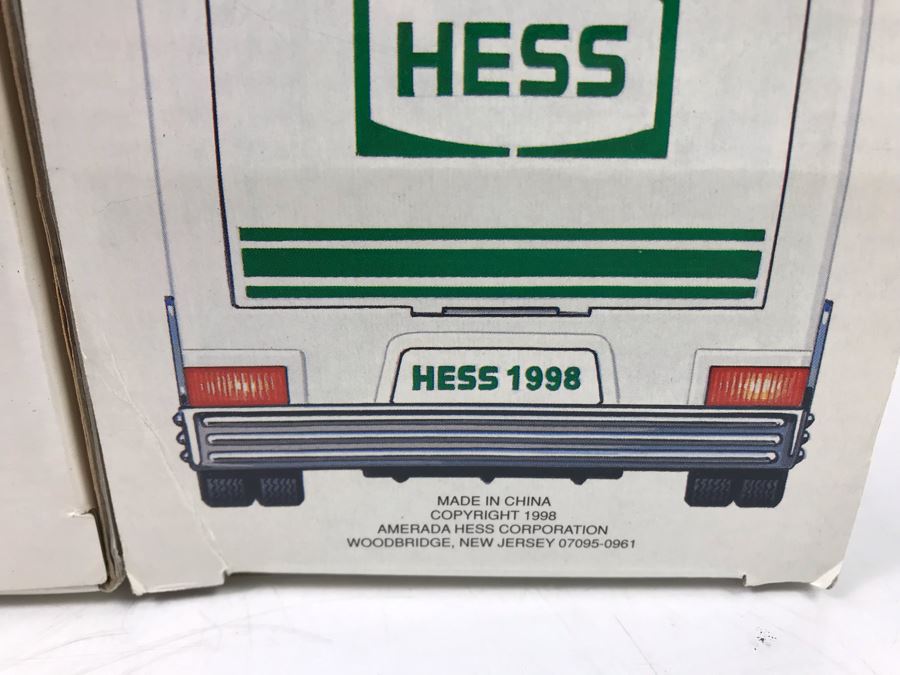 HESS
HESS 1998
MADE IN CHINA
COPYRIGHT 1998
AMERADA HESS CORPORATION
WOODBRIDGE, NEW JERSEY 07095-0961